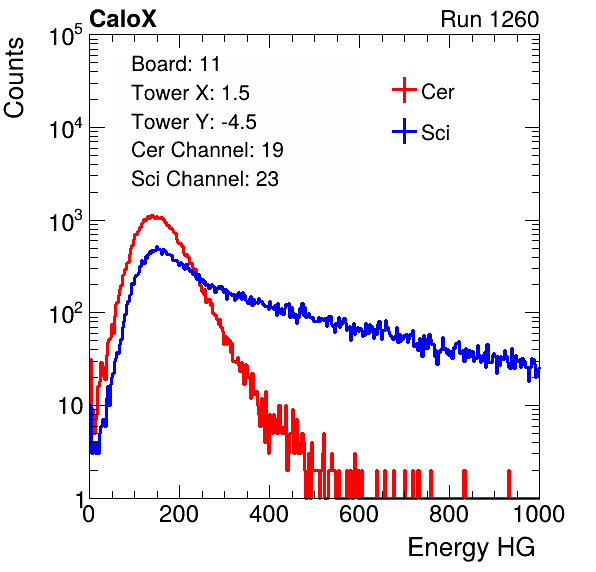 CaloX Run 1260
Counts
Board: 11
Tower X: 1.5
Tower Y: -4.5
Cer Channel: 19
Sci Channel: 23
Cer
Sci
10^5
10^4
10^3
10^2
10
1
0 200 400 600 800 1000
Energy HG